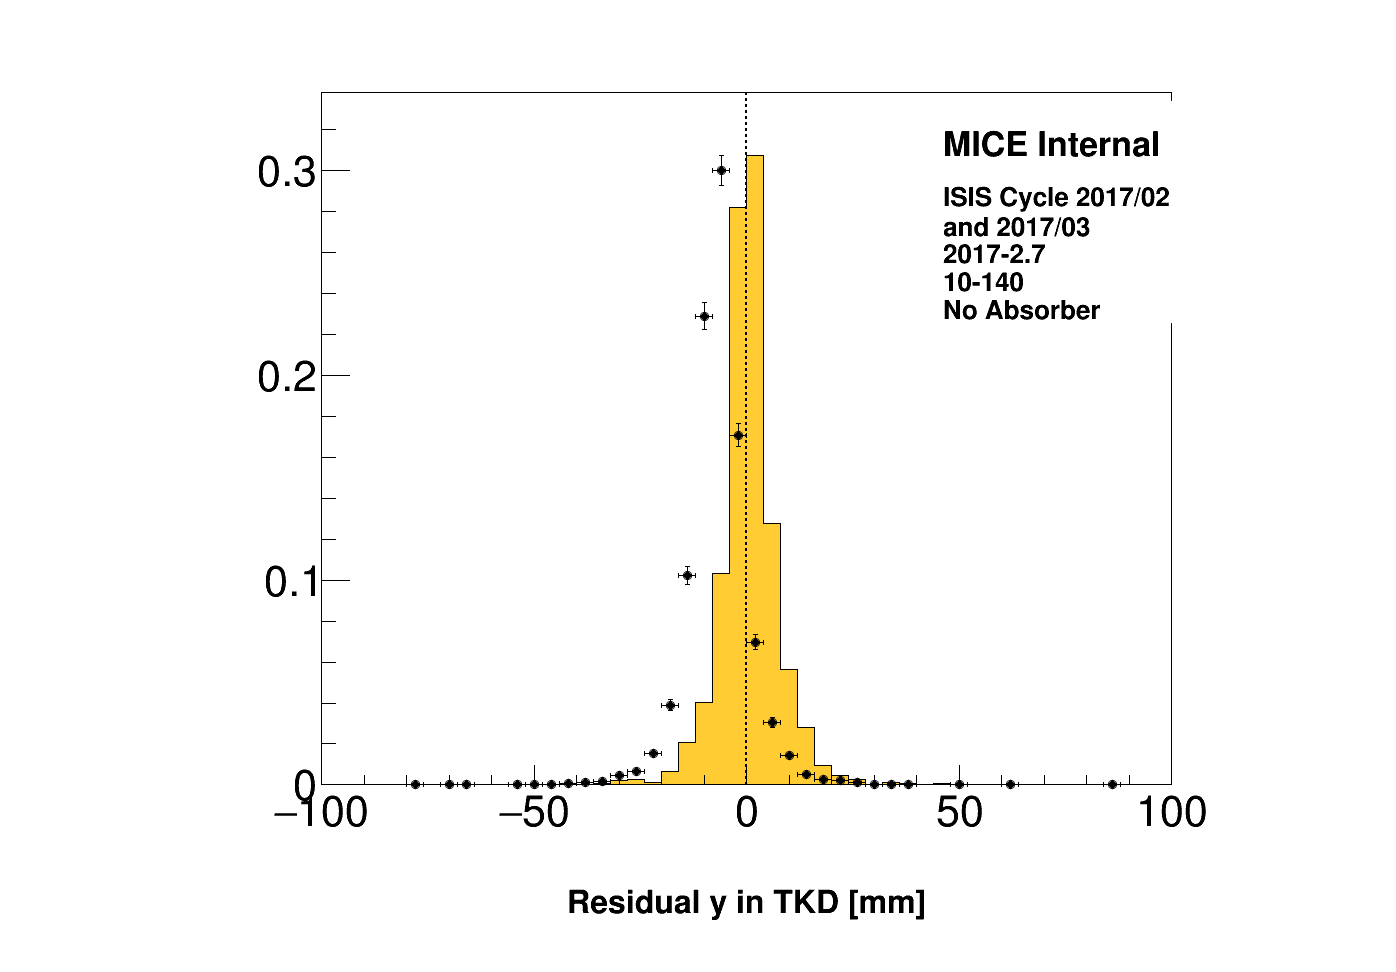 MICE Internal
ISIS Cycle 2017/02
and 2017/03
2017-2.7
10-140
No Absorber
0.3
0.2
0.1
0
−100 −50 0 50 100
Residual y in TKD [mm]